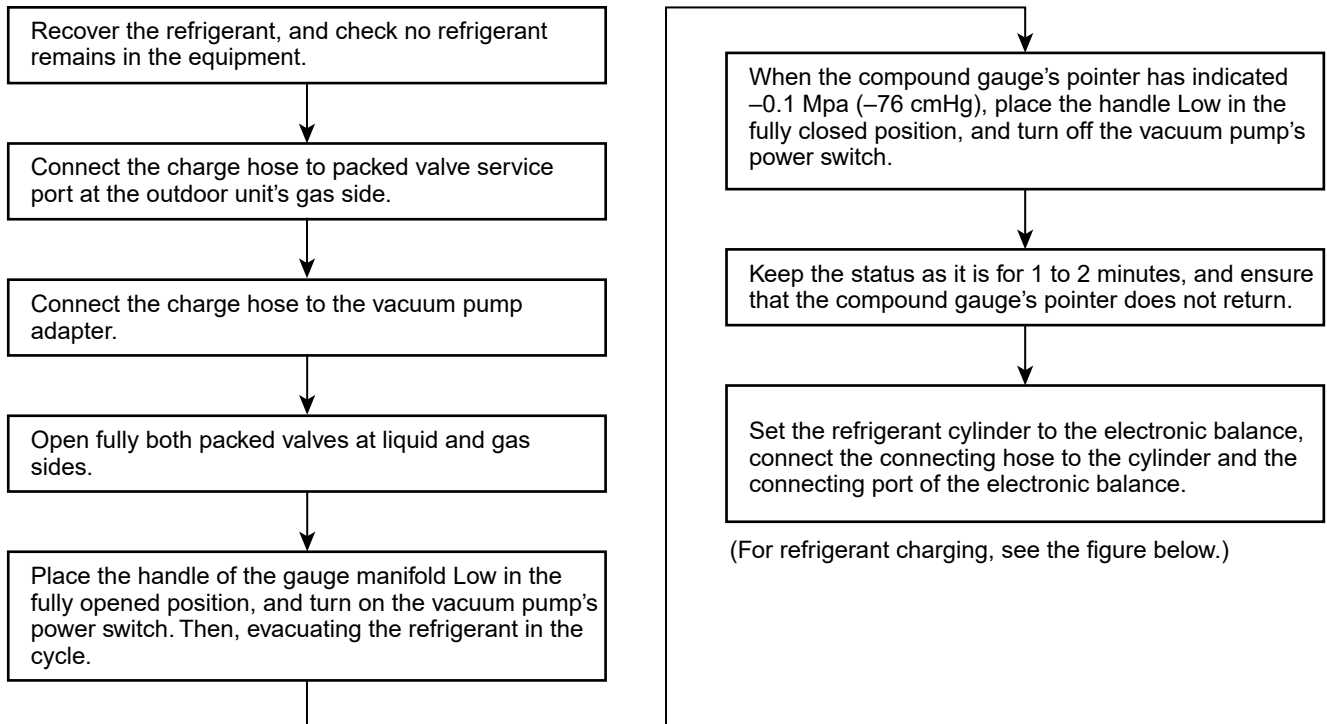 Recover the refrigerant, and check no refrigerant
remains in the equipment.
Connect the charge hose to packed valve service
port at the outdoor unit’s gas side.
Connect the charge hose to the vacuum pump
adapter.
Open fully both packed valves at liquid and gas
sides.
Place the handle of the gauge manifold Low in the
fully opened position, and turn on the vacuum pump’s
power switch. Then, evacuating the refrigerant in the
cycle.
When the compound gauge’s pointer has indicated
–0.1 Mpa (–76 cmHg), place the handle Low in the
fully closed position, and turn off the vacuum pump’s
power switch.
Keep the status as it is for 1 to 2 minutes, and ensure
that the compound gauge’s pointer does not return.
Set the refrigerant cylinder to the electronic balance,
connect the connecting hose to the cylinder and the
connecting port of the electronic balance.
(For refrigerant charging, see the figure below.)